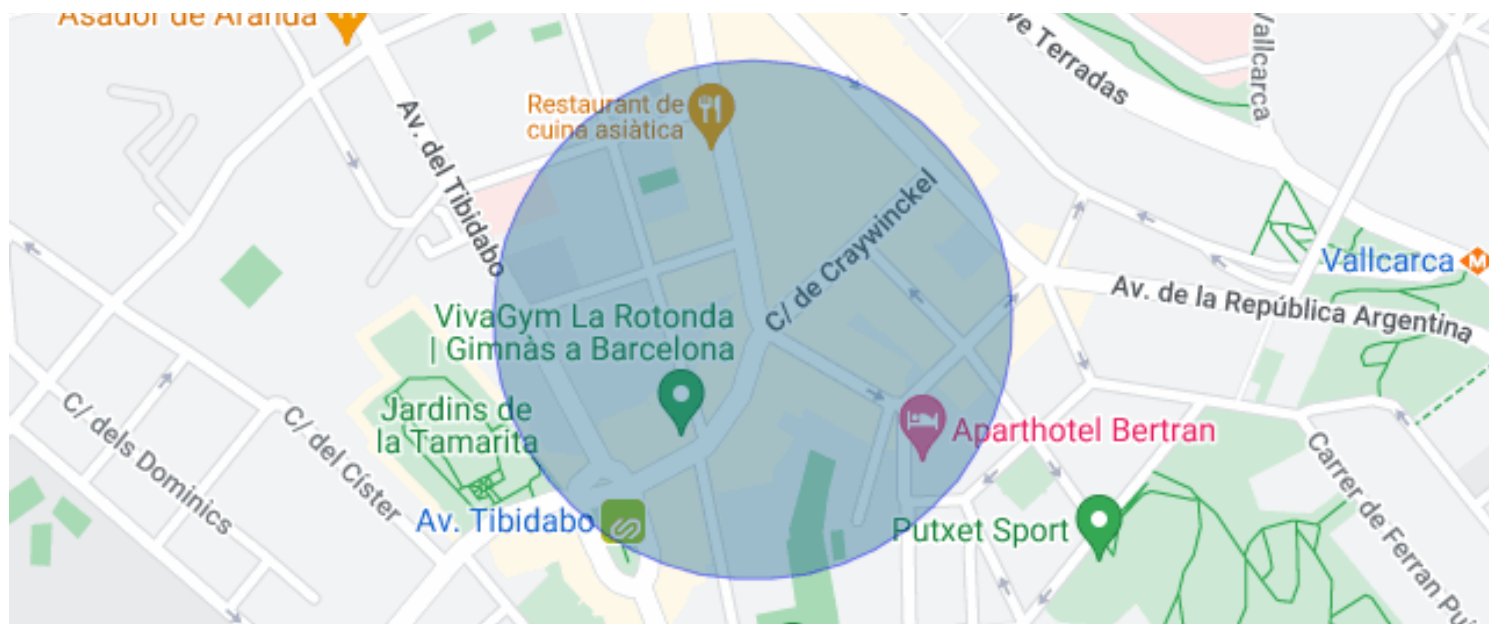 Asador de Aranda
Restaurant de
cuina asiàtica
Av. del Tibidabo
ve Terradas
Vallcarca
C/ de Craywinckel
Vallcarca
M
Av. de la República Argentina
VivaGym La Rotonda
| Gimnàs a Barcelona
Jardins de
la Tamarita
C/ dels Dominics
C/ del Císter
Aparthotel Bertran
Av. Tibidabo
Putxet Sport
Carrer de Ferran Pu